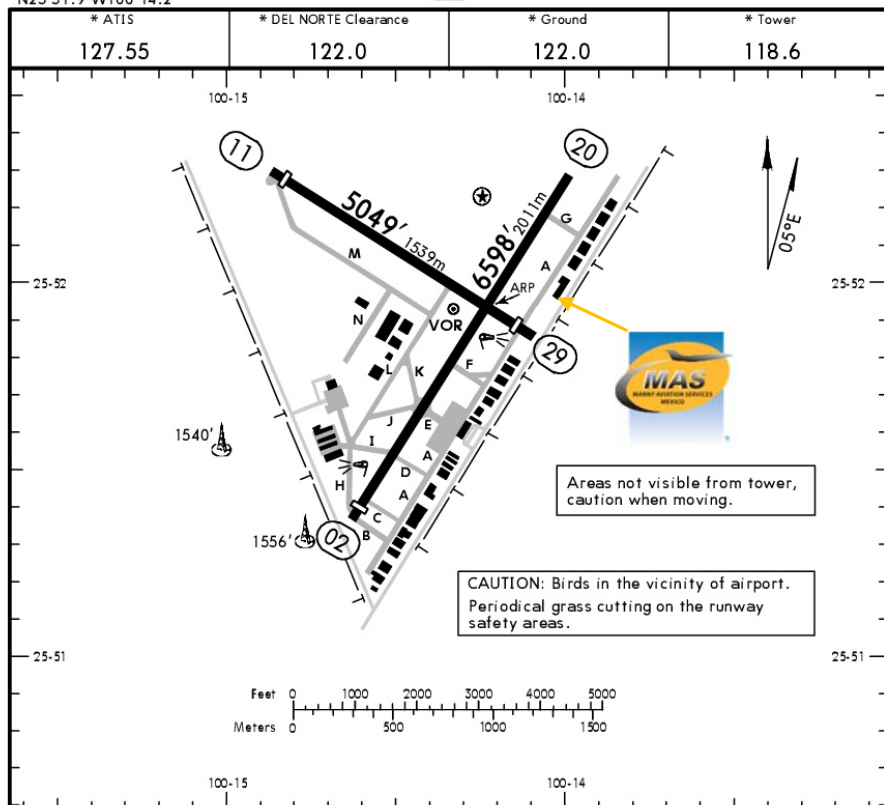 N25 51.9 W100 14.2
* ATIS
* DEL NORTE Clearance
* Ground
* Tower
127.55
122.0
122.0
118.6
100-15
100-14
11
20
5049' 1539m
6598' 2011m
G
05°E
M
A
25-52
25-52
ARP
N
VOR
29
L
K
F
MAS
MANNY AVIATION SERVICES
MEXICO
J
E
1540'
I
A
D
H
A
Areas not visible from tower,
caution when moving.
C
B
1556'
02
CAUTION: Birds in the vicinity of airport.
Periodical grass cutting on the runway
safety areas.
25-51
25-51
Feet 0 1000 2000 3000 4000 5000
Meters 0 500 1000 1500
100-15
100-14